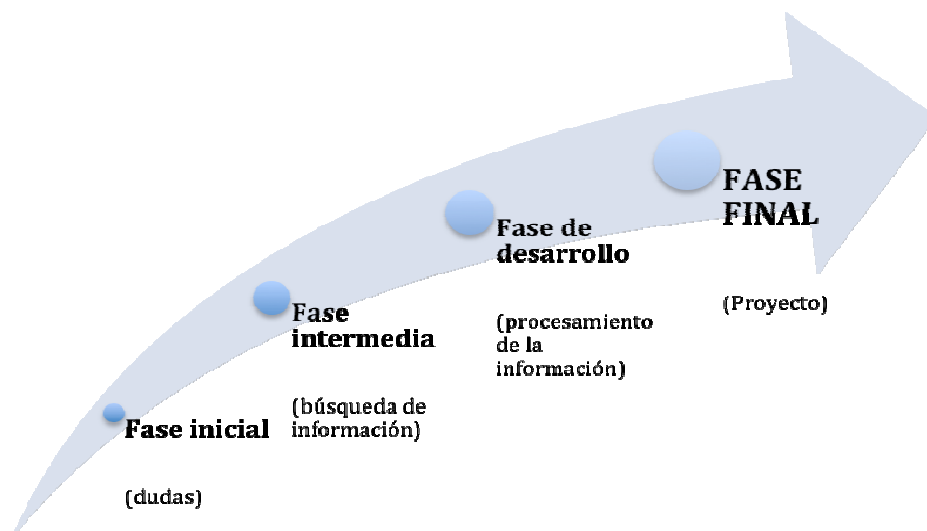 Fase inicial
(dudas)
Fase
intermedia
(búsqueda de
información)
Fase de
desarrollo
(procesamiento
de la
información)
FASE
FINAL
(Proyecto)